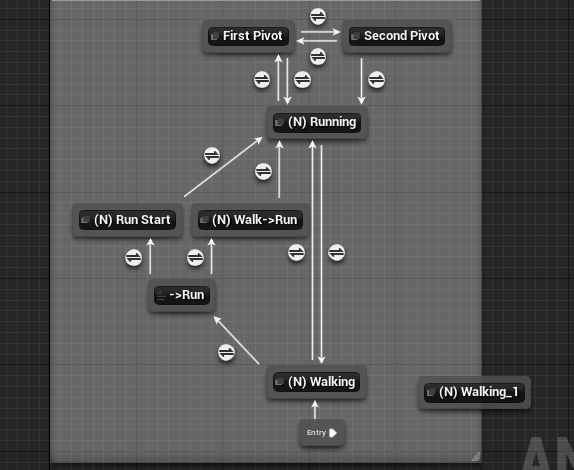 First Pivot
Second Pivot
(N) Running
(N) Run Start
(N) Walk->Run
->Run
(N) Walking
(N) Walking_1
Entry
AN